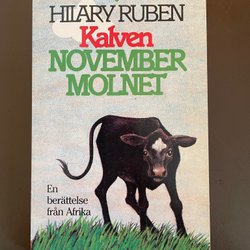 HILARY RUBEN
Kalven
NOVEMBER
MOLNET
En
berättelse
från Afrika